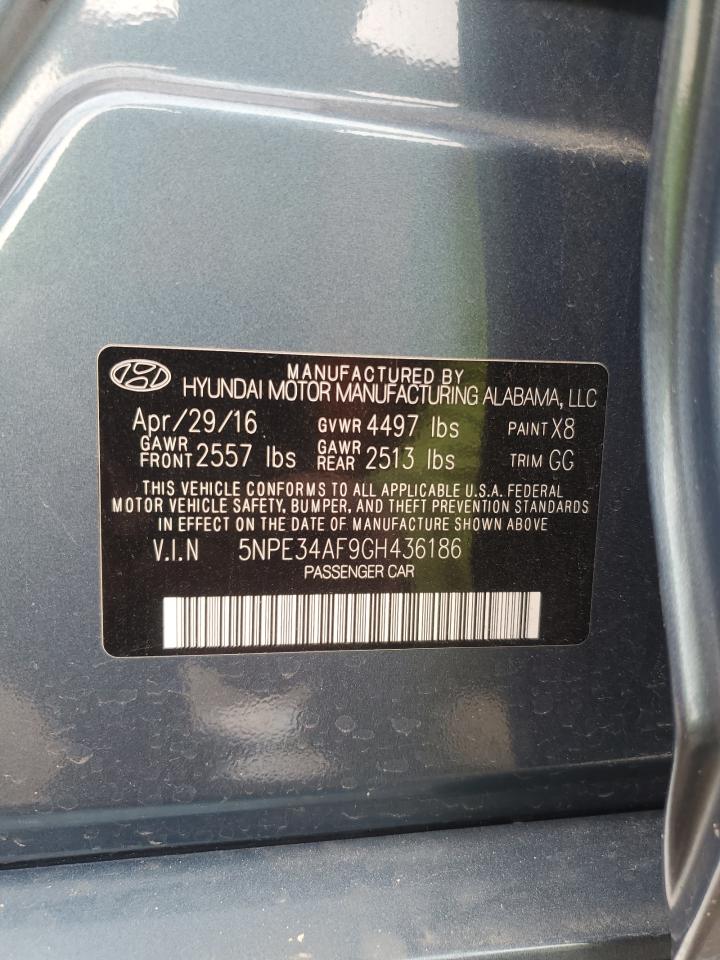 MANUFACTURED BY
HYUNDAI MOTOR MANUFACTURING ALABAMA, LLC
Apr/29/16 GVWR 4497 lbs PAINT X8
GAWR FRONT 2557 lbs GAWR REAR 2513 lbs TRIM GG
THIS VEHICLE CONFORMS TO ALL APPLICABLE U.S.A. FEDERAL
MOTOR VEHICLE SAFETY, BUMPER, AND THEFT PREVENTION STANDARDS
IN EFFECT ON THE DATE OF MANUFACTURE SHOWN ABOVE
V.I.N 5NPE34AF9GH436186
PASSENGER CAR